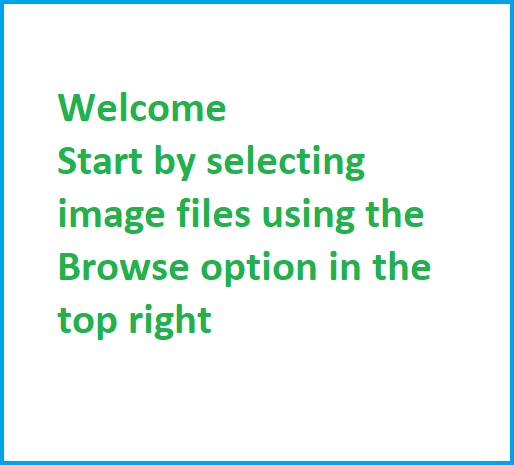 Welcome
Start by selecting
image files using the
Browse option in the
top right